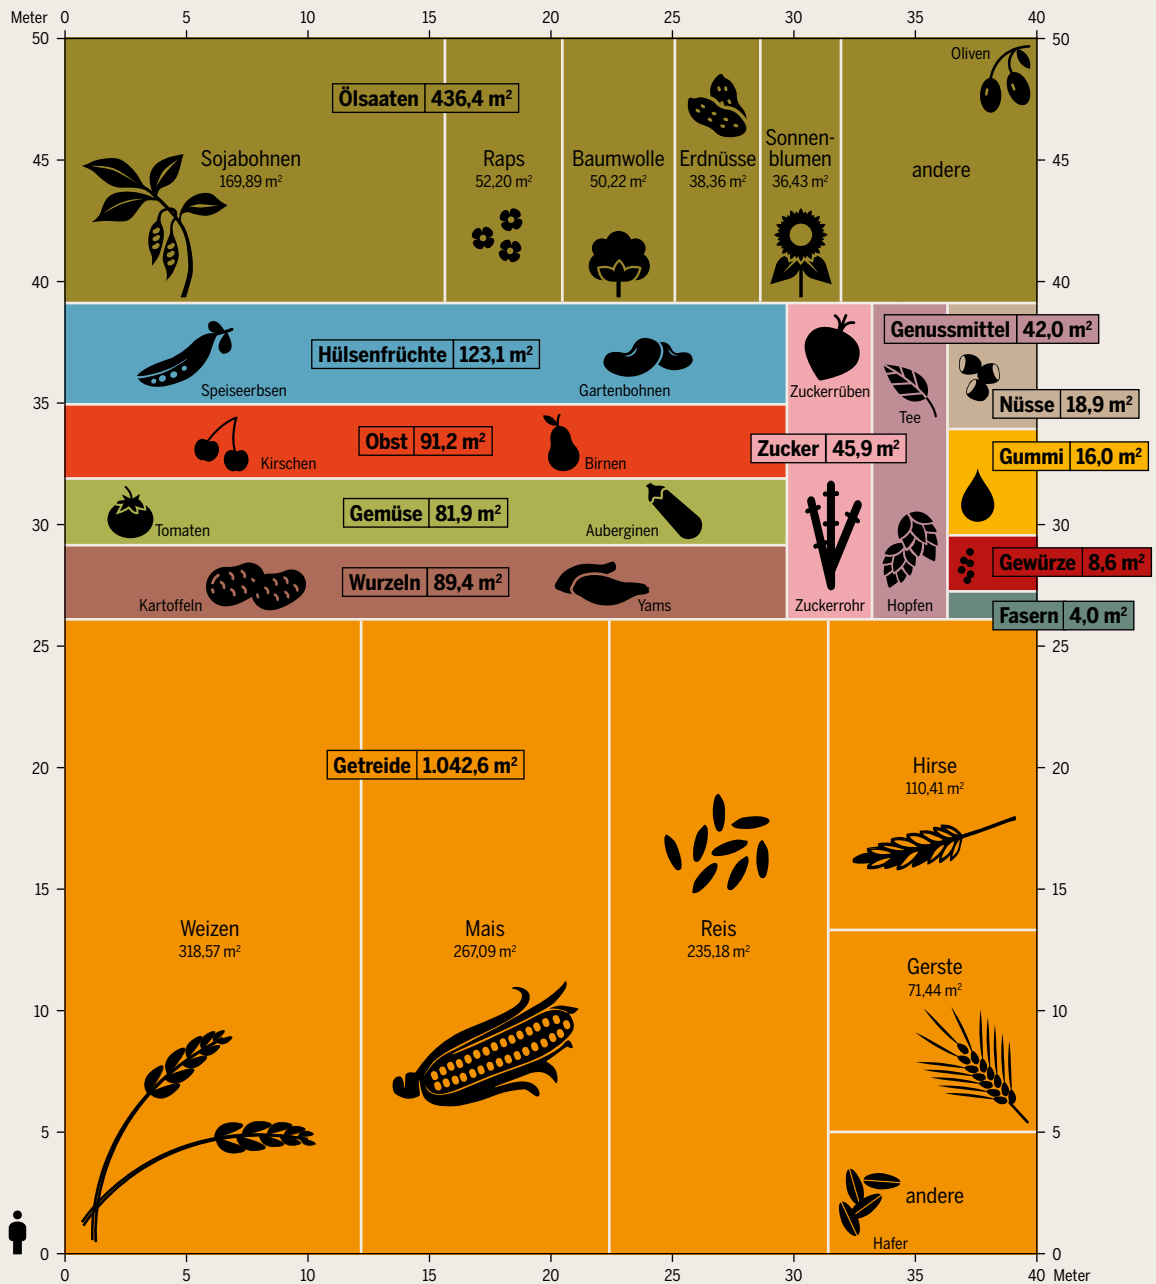 Meter 0 5 10 15 20 25 30 35 40
50 50
Oliven
Ölsaaten 436,4 m²
Sojabohnen
169,89 m²
Raps
52,20 m²
Baumwolle
50,22 m²
Erdnüsse
38,36 m²
Sonnen-
blumen
36,43 m²
andere
45 45
40 40
Hülsenfrüchte 123,1 m²
Speiseerbsen
Gartenbohnen
Zuckerrüben
Genussmittel 42,0 m²
Tee
Nüsse 18,9 m²
35 35
Obst 91,2 m²
Kirschen
Birnen
Zucker 45,9 m²
Gummi 16,0 m²
Gemüse 81,9 m²
Tomaten
Auberginen
30 30
Wurzeln 89,4 m²
Kartoffeln
Yams
Zuckerrohr
Hopfen
Gewürze 8,6 m²
Fasern 4,0 m²
25 25
Getreide 1.042,6 m²
20 20
Hirse
110,41 m²
15 15
Weizen
318,57 m²
Mais
267,09 m²
Reis
235,18 m²
Gerste
71,44 m²
10 10
5 5
andere
Hafer
0 0
0 5 10 15 20 25 30 35 40 Meter